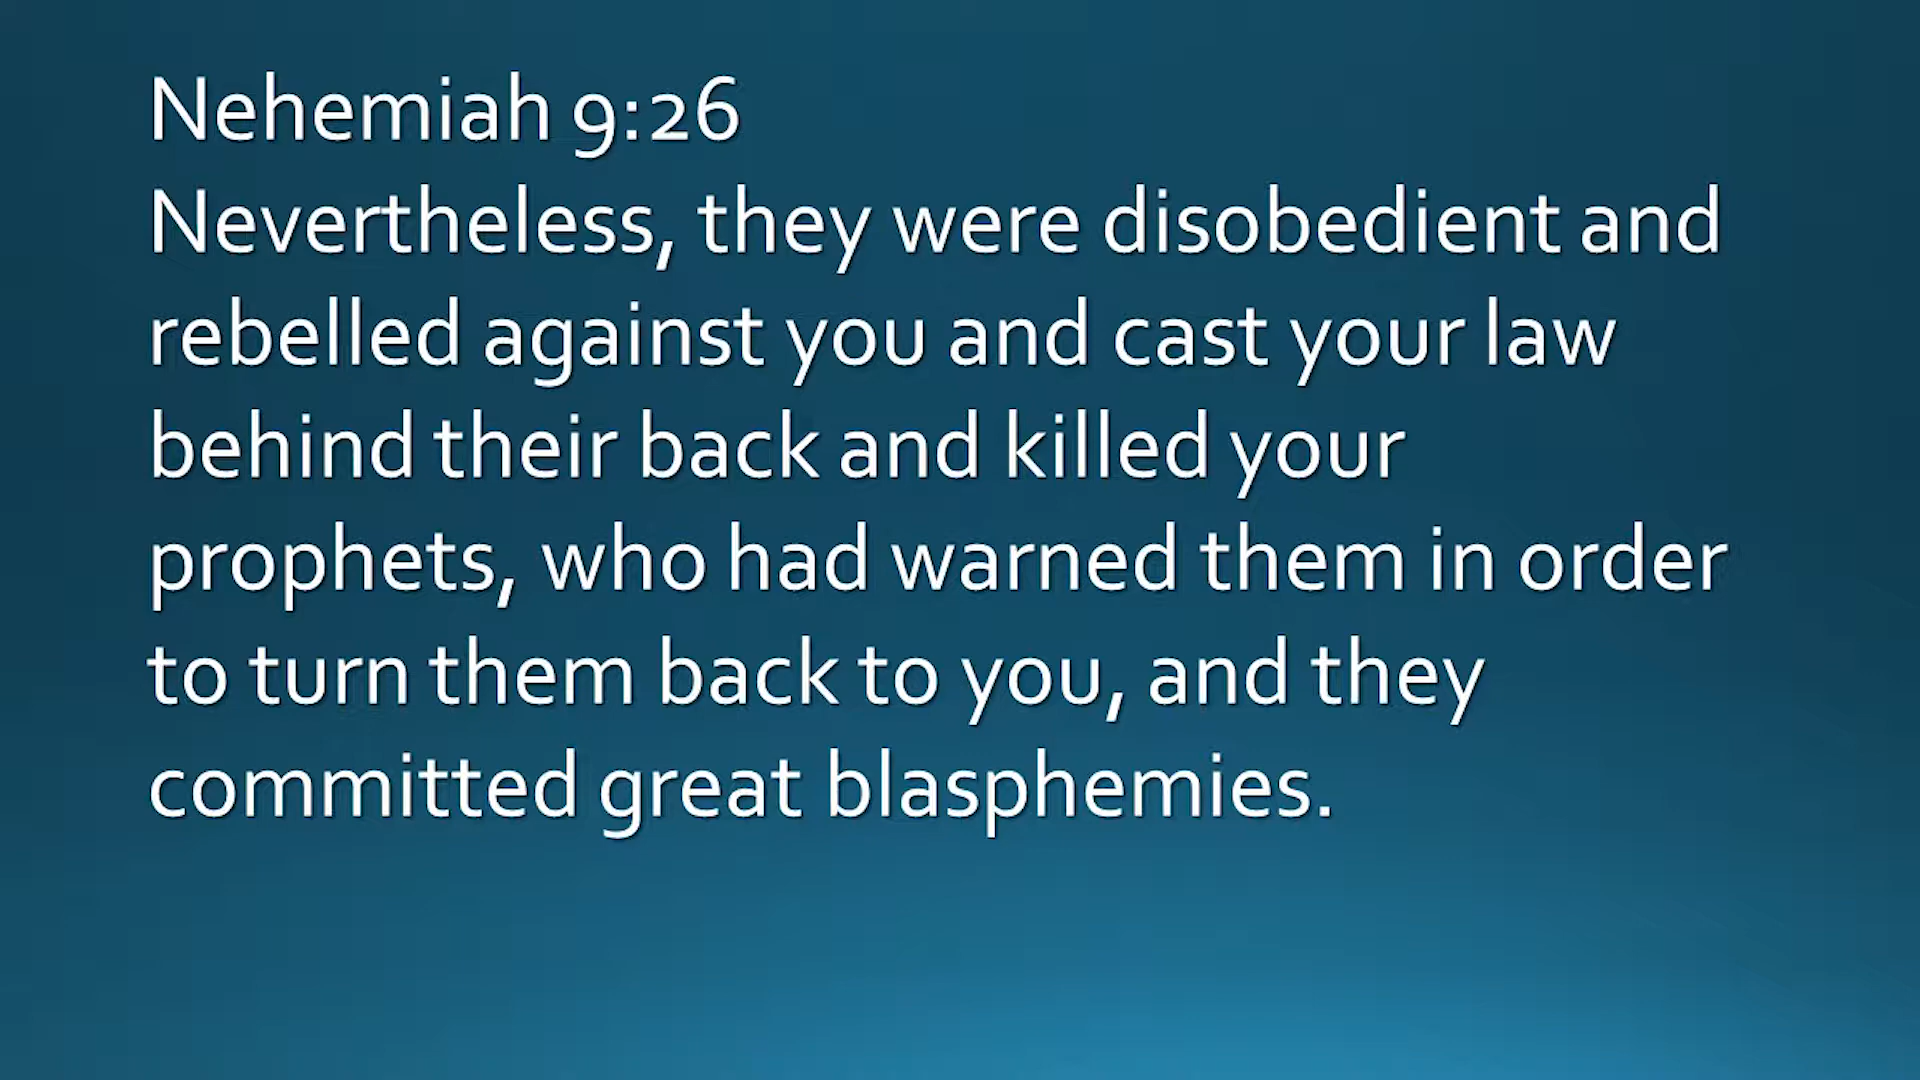 Nehemiah 9:26
Nevertheless, they were disobedient and
rebelled against you and cast your law
behind their back and killed your
prophets, who had warned them in order
to turn them back to you, and they
committed great blasphemies.